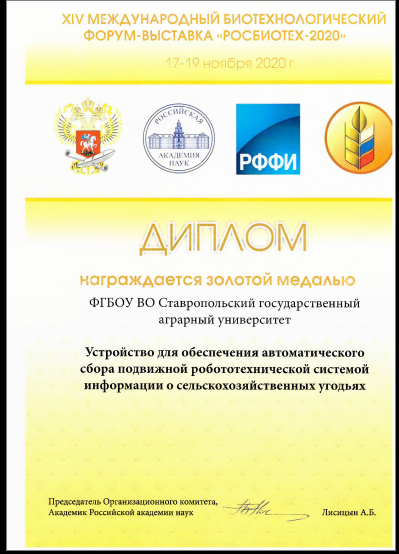 XIV МЕЖДУНАРОДНЫЙ БИОТЕХНОЛОГИЧЕСКИЙ
ФОРУМ-ВЫСТАВКА «РОСБИОТЕХ-2020»
17-19 ноября 2020 г.
РОССИЙСКАЯ
АКАДЕМИЯ
НАУК
РФФИ
ДИПЛОМ
награждается золотой медалью
ФГБОУ ВО Ставропольский государственный
аграрный университет
Устройство для обеспечения автоматического
сбора подвижной робототехнической системой
информации о сельскохозяйственных угодьях
Председатель Организационного комитета,
Академик Российской академии наук
Лисицын А.Б.